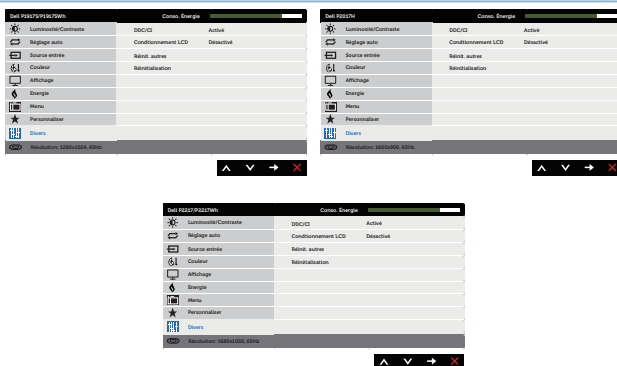 Dell P1917S/P1917SWh Conso. Énergie
Luminosité/Contraste DDC/CI Activé
Réglage auto Conditionnement LCD Désactivé
Source entrée Réinit. autres
Couleur Réinitialisation
Affichage
Energie
Menu
Personnaliser
Divers
Résolution: 1280x1024, 60Hz
Dell P2017H Conso. Énergie
Luminosité/Contraste DDC/CI Activé
Réglage auto Conditionnement LCD Désactivé
Source entrée Réinit. autres
Couleur Réinitialisation
Affichage
Energie
Menu
Personnaliser
Divers
Résolution: 1600x900, 60Hz
Dell P2217/P2217Wh Conso. Énergie
Luminosité/Contraste DDC/CI Activé
Réglage auto Conditionnement LCD Désactivé
Source entrée Réinit. autres
Couleur Réinitialisation
Affichage
Energie
Menu
Personnaliser
Divers
Résolution: 1680x1050, 60Hz